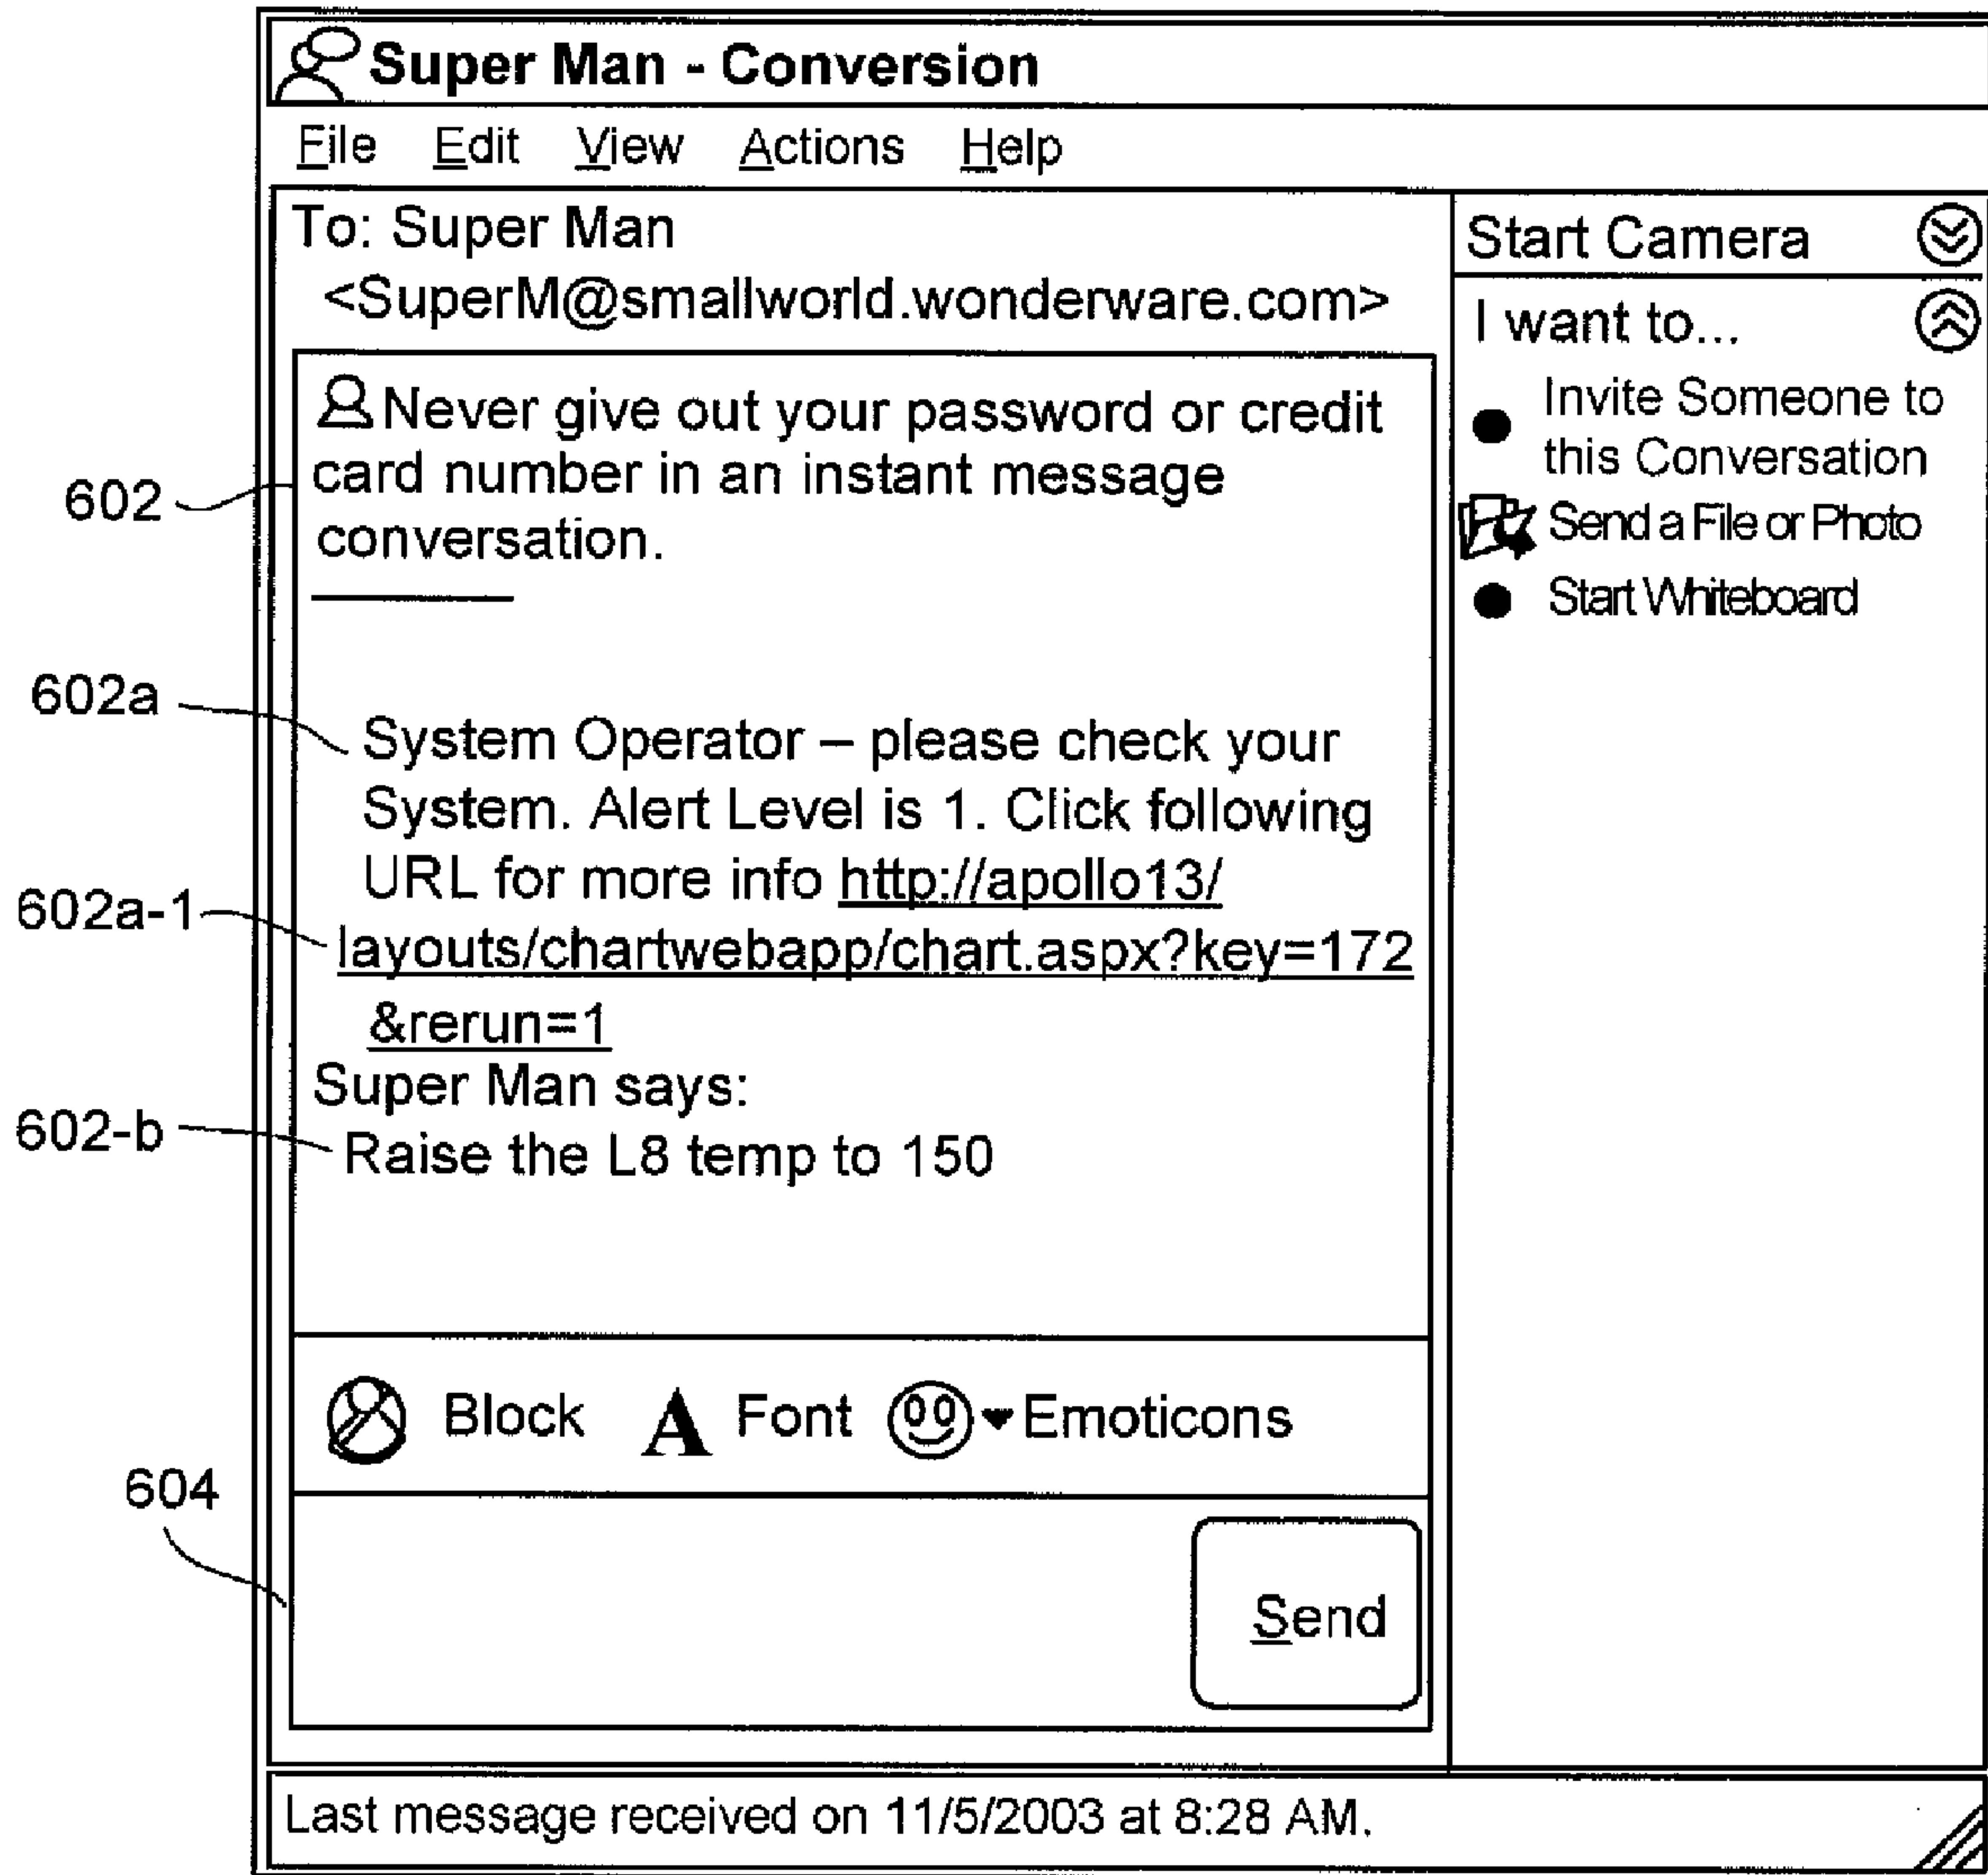 Super Man - Conversion
File Edit View Actions Help
To: Super Man
<SuperM@smallworld.wonderware.com>
Start Camera
I want to...
Invite Someone to
this Conversation
Send a File or Photo
Start Whiteboard
602
Never give out your password or credit
card number in an instant message
conversation.
602a
System Operator – please check your
System. Alert Level is 1. Click following
URL for more info http://apollo13/
602a-1
layouts/chartwebapp/chart.aspx?key=172
&rerun=1
Super Man says:
602-b
Raise the L8 temp to 150
Block A Font Emoticons
604
Send
Last message received on 11/5/2003 at 8:28 AM.